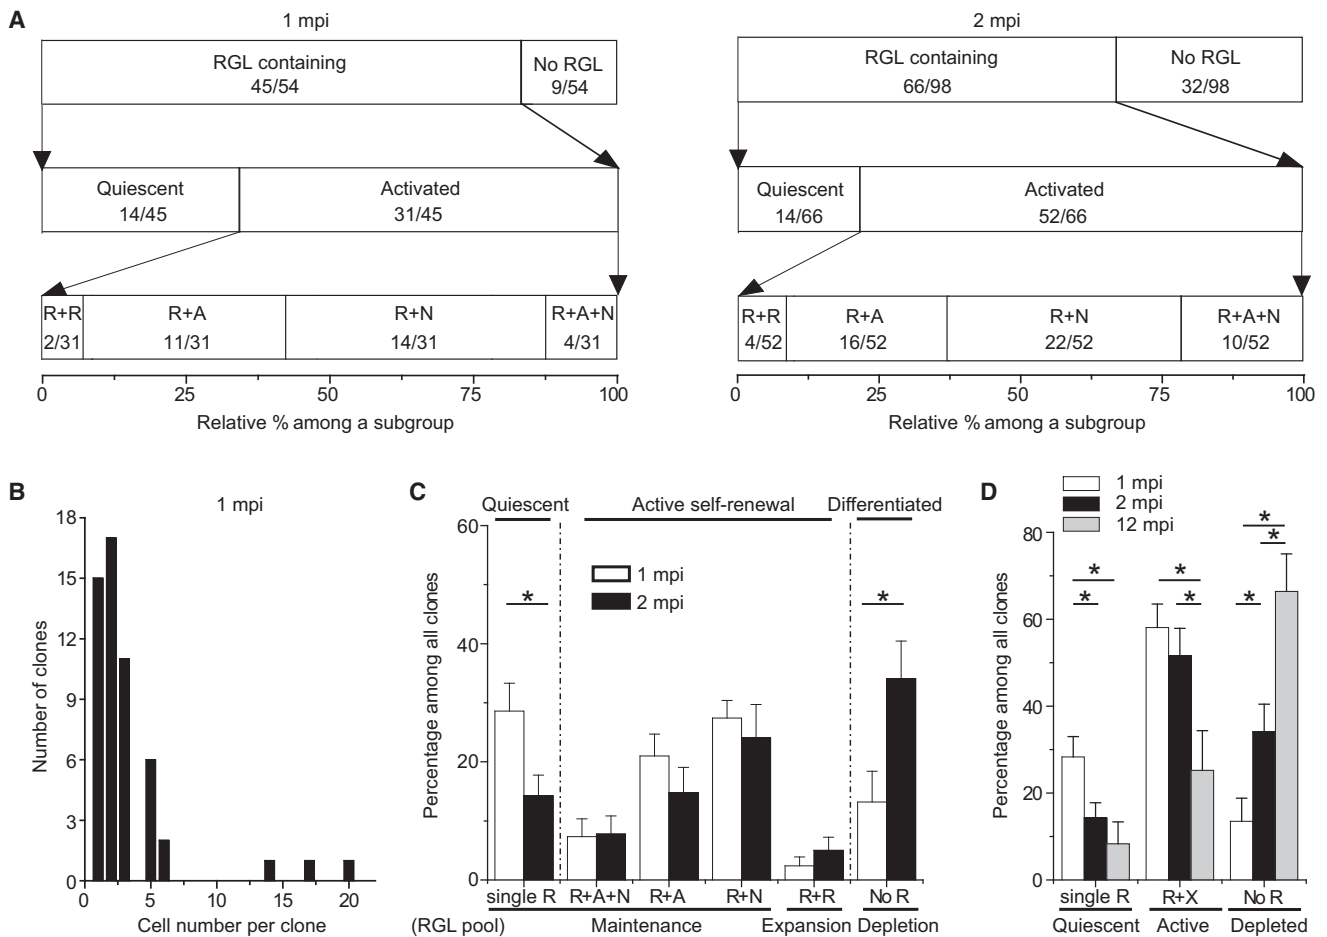 A
1 mpi
RGL containing
45/54
No RGL
9/54
Quiescent
14/45
Activated
31/45
R+R
2/31
R+A
11/31
R+N
14/31
R+A+N
4/31
0 25 50 75 100
Relative % among a subgroup
2 mpi
RGL containing
66/98
No RGL
32/98
Quiescent
14/66
Activated
52/66
R+R
4/52
R+A
16/52
R+N
22/52
R+A+N
10/52
0 25 50 75 100
Relative % among a subgroup
B
1 mpi
Number of clones
18
15
12
9
6
3
0
0 5 10 15 20
Cell number per clone
C
Quiescent Active self-renewal Differentiated
1 mpi
2 mpi
* *
Percentage among all clones
60
40
20
0
single R R+A+N R+A R+N R+R No R
(RGL pool) Maintenance Expansion Depletion
D
1 mpi
2 mpi
12 mpi
* * * * * * *
Percentage among all clones
80
60
40
20
0
single R R+X No R
Quiescent Active Depleted